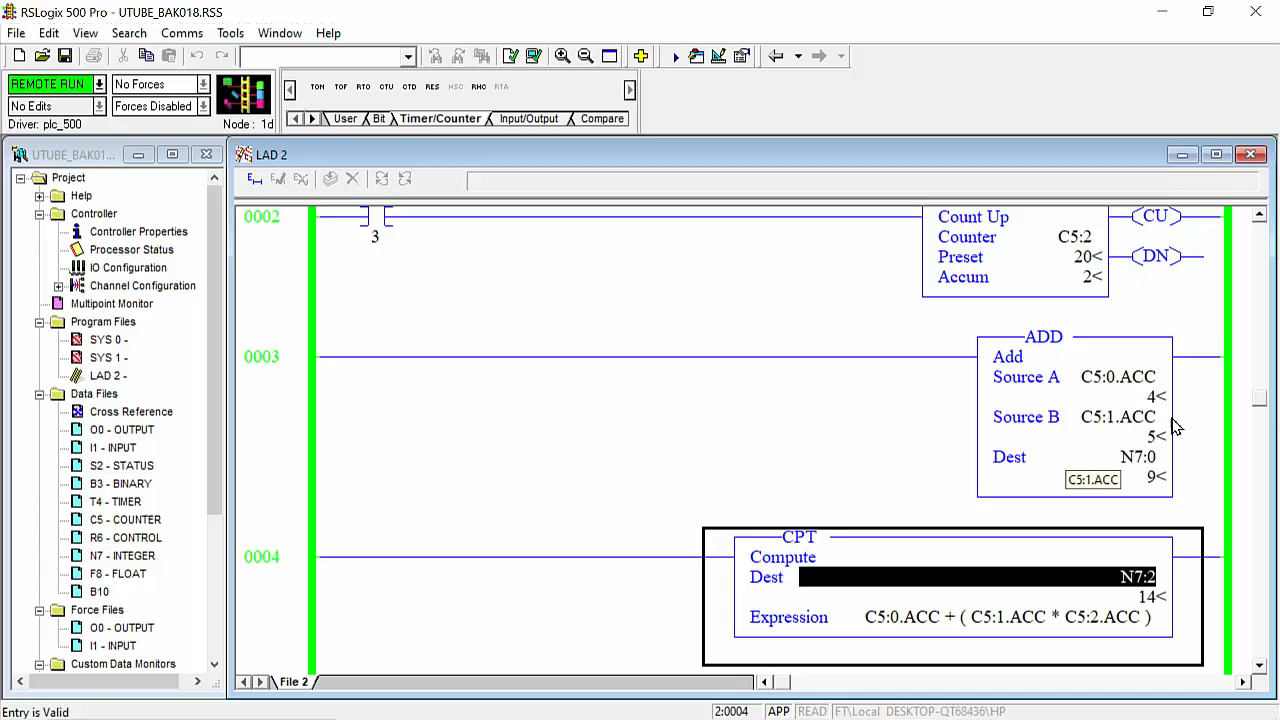 RSLogix 500 Pro - UTUBE_BAK018.RSS
File Edit View Search Comms Tools Window Help
REMOTE RUN No Forces
No Edits Forces Disabled
Driver: plc_500 Node : 1d
TON TOF RTO CTU CTD RES HSC RHC RTA
User Bit Timer/Counter Input/Output Compare
UTUBE_BAK01...
Project
Help
Controller
Controller Properties
Processor Status
IO Configuration
Channel Configuration
Multipoint Monitor
Program Files
SYS 0 -
SYS 1 -
LAD 2 -
Data Files
Cross Reference
O0 - OUTPUT
I1 - INPUT
S2 - STATUS
B3 - BINARY
T4 - TIMER
C5 - COUNTER
R6 - CONTROL
N7 - INTEGER
F8 - FLOAT
B10
Force Files
O0 - OUTPUT
I1 - INPUT
Custom Data Monitors
LAD 2
0002
3
Count Up CU
Counter C5:2
Preset 20< DN
Accum 2<
ADD
0003 Add
Source A C5:0.ACC
4<
Source B C5:1.ACC
5<
Dest N7:0
9<
C5:1.ACC
CPT
0004 Compute
Dest N7:2
14<
Expression C5:0.ACC + ( C5:1.ACC * C5:2.ACC )
File 2
Entry is Valid 2:0004 APP READ FT\Local DESKTOP-QT68436\HP